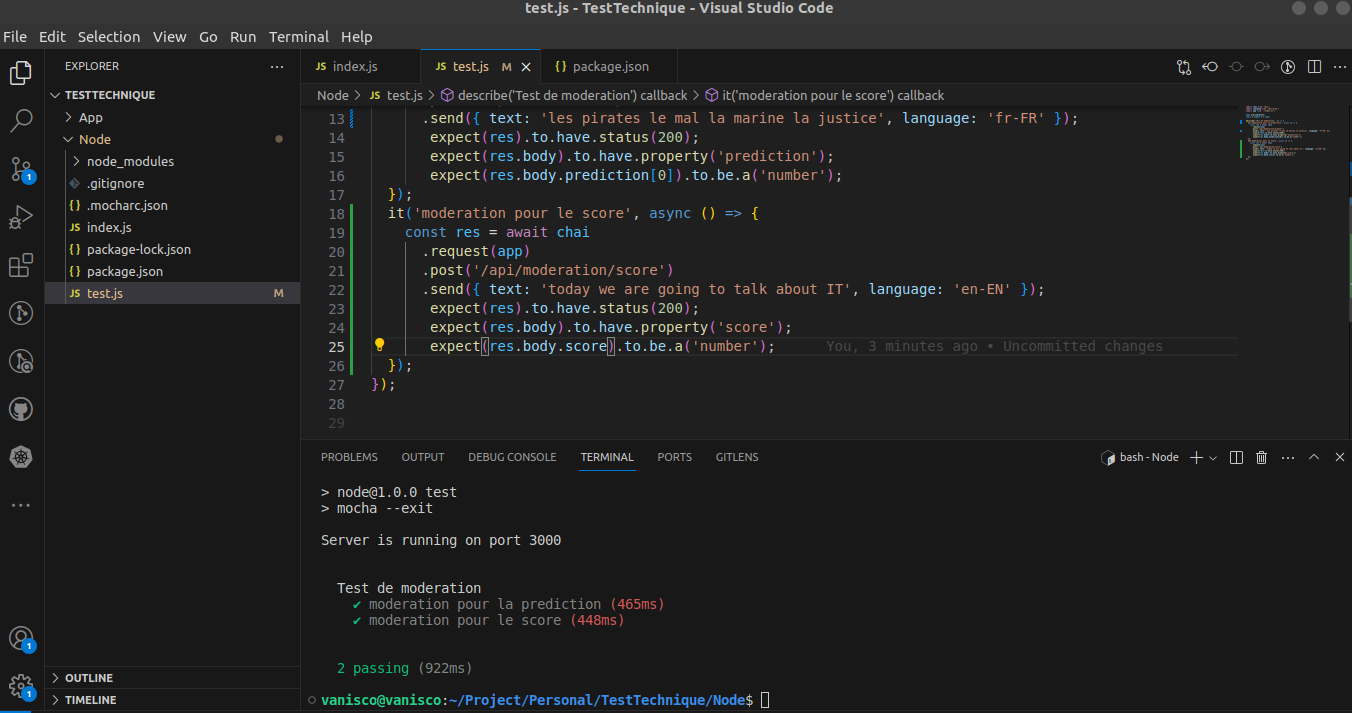 test.js - TestTechnique - Visual Studio Code
File Edit Selection View Go Run Terminal Help
EXPLORER
TESTTECHNIQUE
App
Node
node_modules
.gitignore
{} .mocharc.json
JS index.js
{} package-lock.json
{} package.json
JS test.js M
OUTLINE
TIMELINE
1
1
1
JS index.js JS test.js M {} package.json
Node > JS test.js > describe('Test de moderation') callback > it('moderation pour le score') callback
13 .send({ text: 'les pirates le mal la marine la justice', language: 'fr-FR' });
14 expect(res).to.have.status(200);
15 expect(res.body).to.have.property('prediction');
16 expect(res.body.prediction[0]).to.be.a('number');
17 });
18 it('moderation pour le score', async () => {
19 const res = await chai
20 .request(app)
21 .post('/api/moderation/score')
22 .send({ text: 'today we are going to talk about IT', language: 'en-EN' });
23 expect(res).to.have.status(200);
24 expect(res.body).to.have.property('score');
25 expect(res.body.score).to.be.a('number'); You, 3 minutes ago • Uncommitted changes
26 });
27 });
28
29
PROBLEMS OUTPUT DEBUG CONSOLE TERMINAL PORTS GITLENS
bash - Node
> node@1.0.0 test
> mocha --exit
Server is running on port 3000
Test de moderation
✔ moderation pour la prediction (465ms)
✔ moderation pour le score (448ms)
2 passing (922ms)
vanisco@vanisco:~/Project/Personal/TestTechnique/Node$